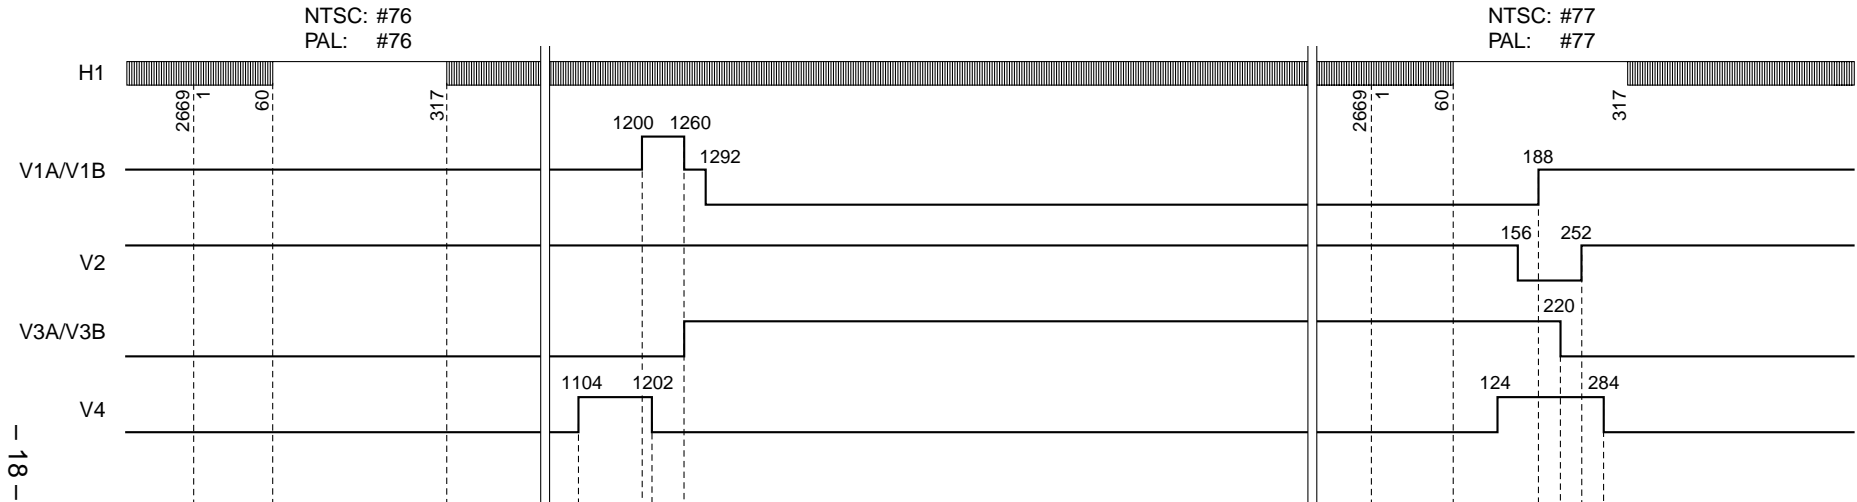 NTSC: #76
PAL: #76
NTSC: #77
PAL: #77
H1
2669
1
60
317
2669
1
60
317
1200
1260
1292
188
V1A/V1B
156
252
V2
220
V3A/V3B
1104
1202
124
284
V4
– 18 –